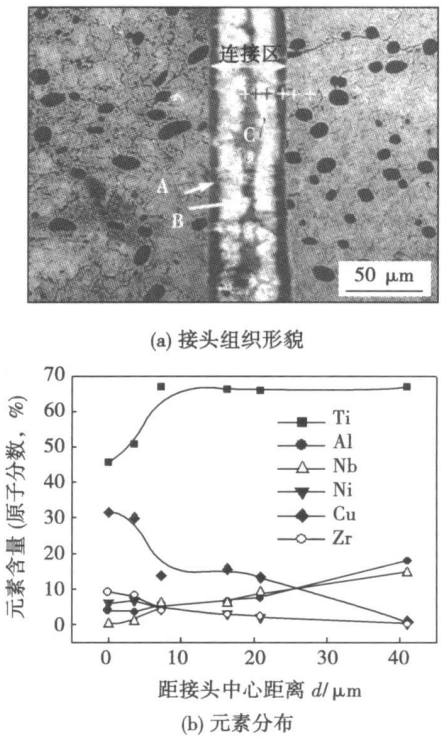 连接区
C
A
B
50 μm
(a) 接头组织形貌
70
60
50
40
30
20
10
0
元素含量 (原子分数, %)
Ti
Al
Nb
Ni
Cu
Zr
0 10 20 30 40
距接头中心距离 d/μm
(b) 元素分布